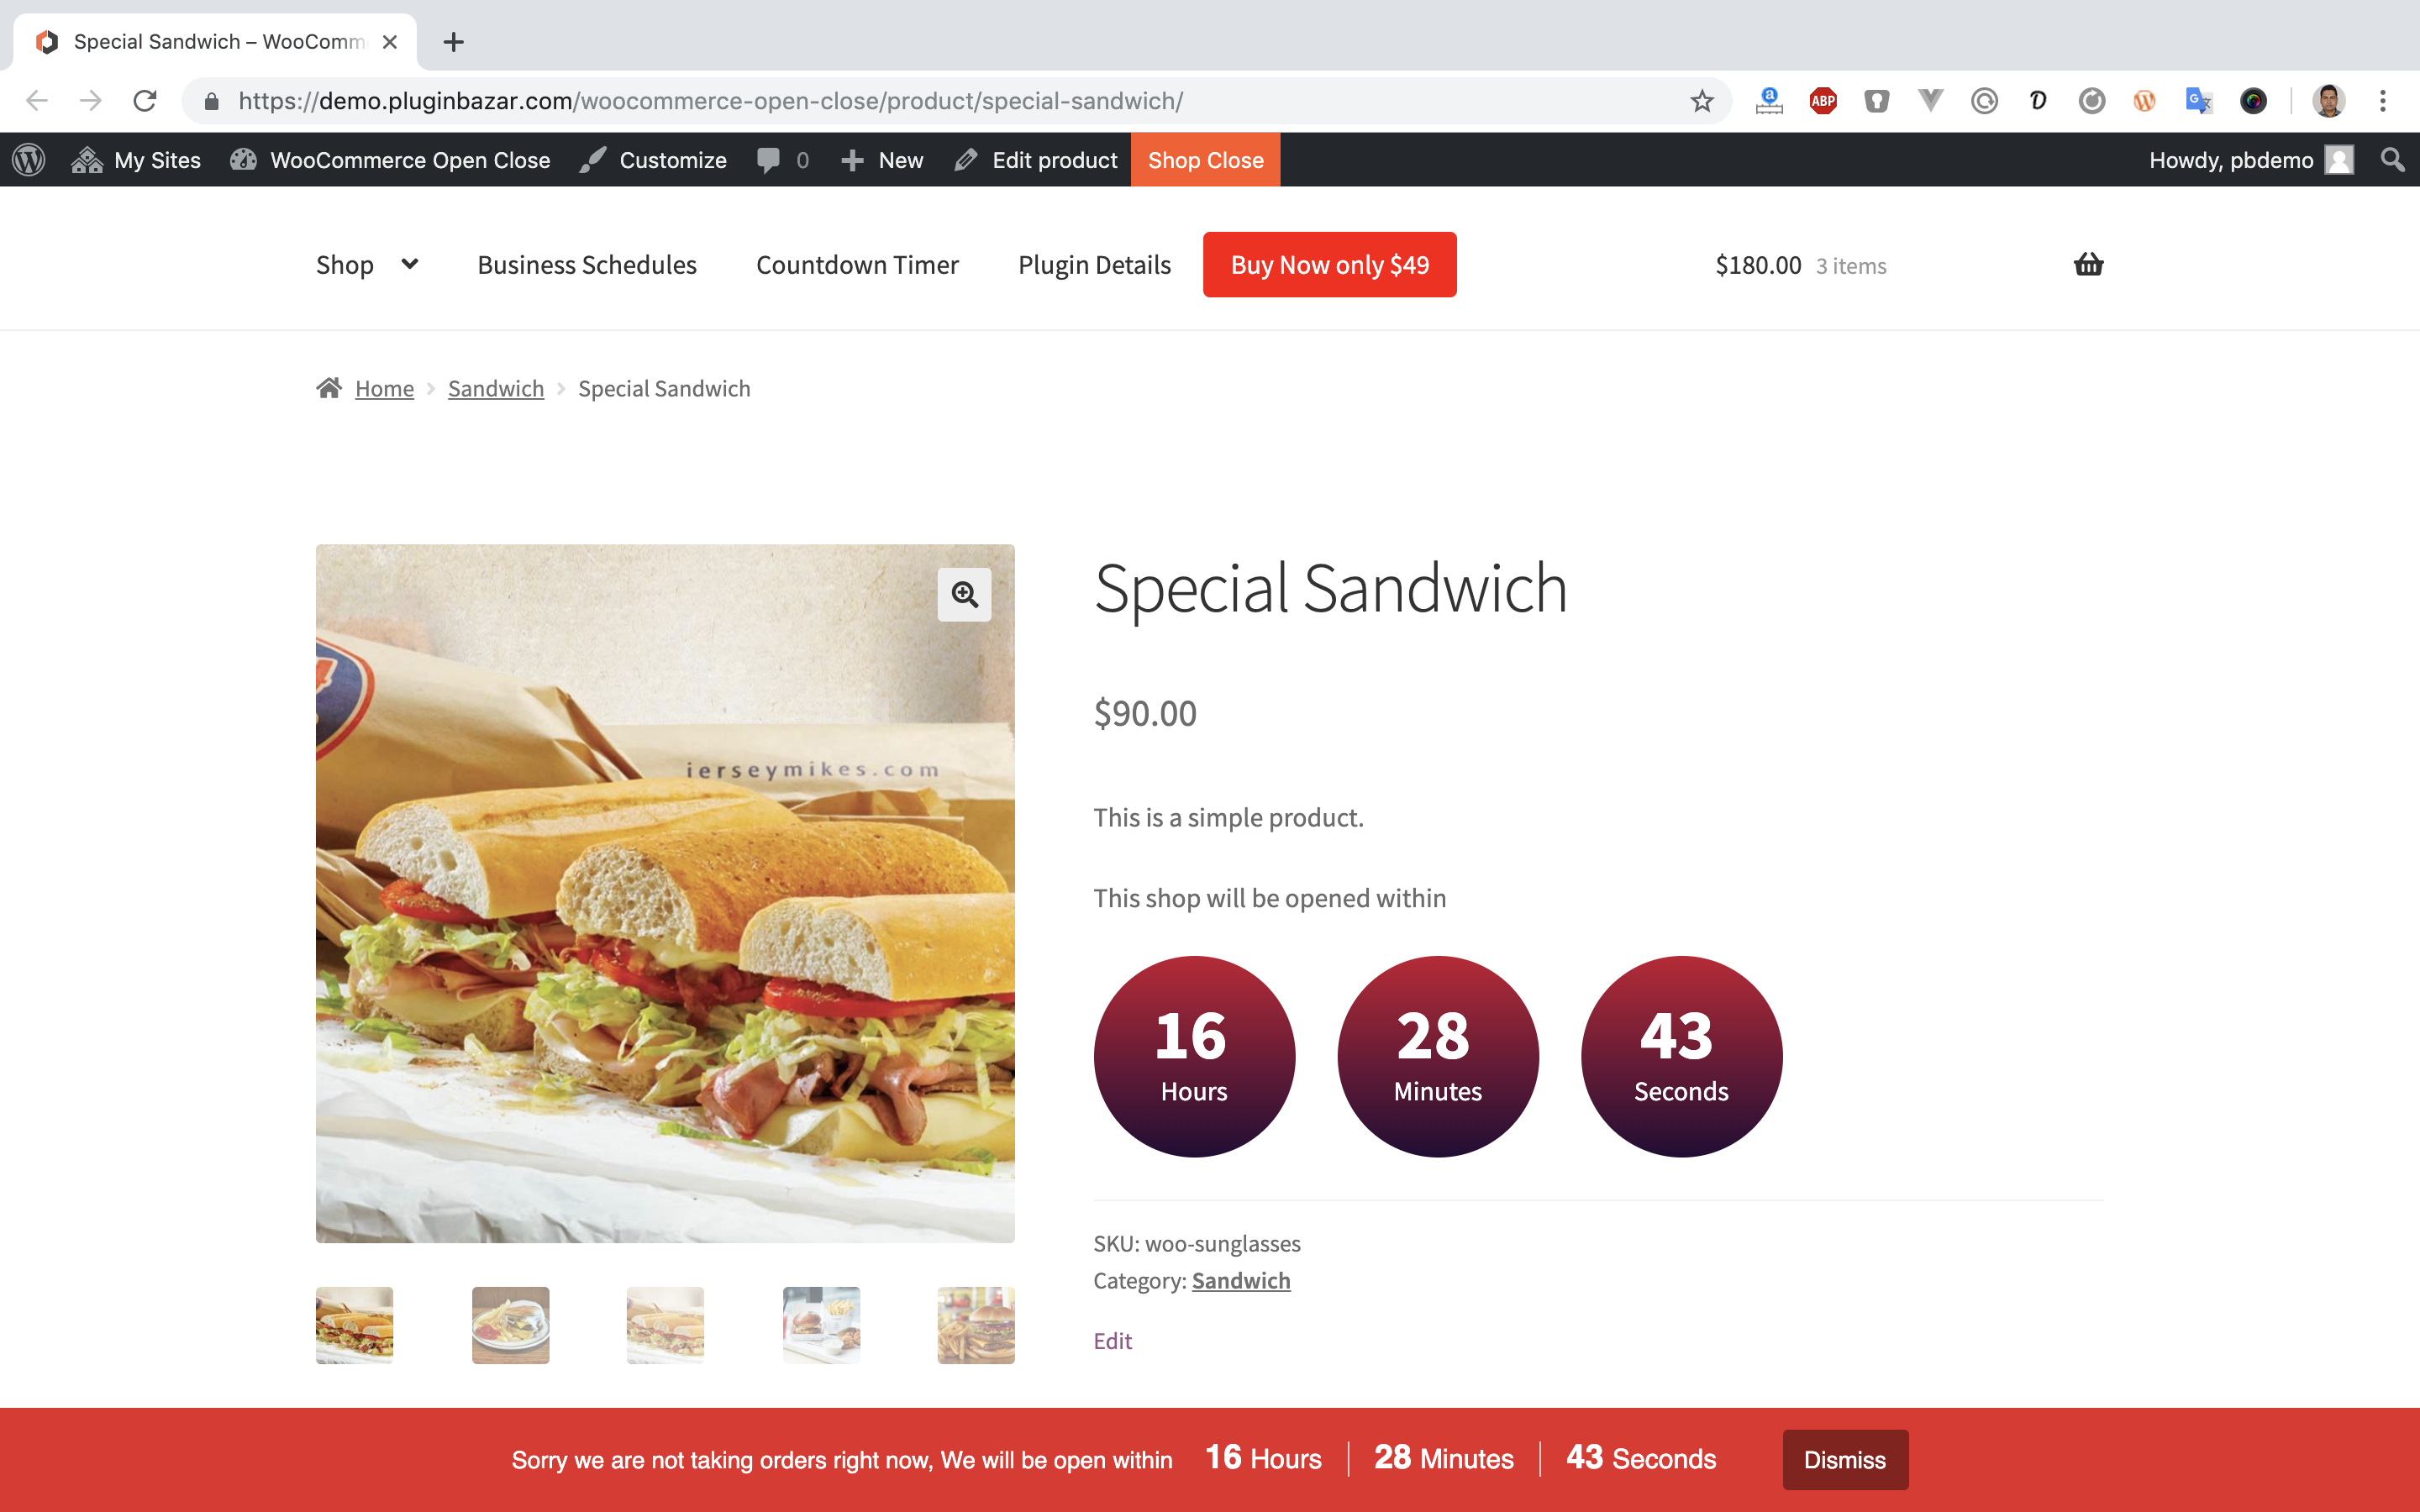 Special Sandwich – WooComm
https://demo.pluginbazar.com/woocommerce-open-close/product/special-sandwich/
ABP
My Sites
WooCommerce Open Close
Customize
0
New
Edit product
Shop Close
Howdy, pbdemo
Shop
Business Schedules
Countdown Timer
Plugin Details
Buy Now only $49
$180.00 3 items
Home
Sandwich
Special Sandwich
jerseymikes.com
Special Sandwich
$90.00
This is a simple product.
This shop will be opened within
16
Hours
28
Minutes
43
Seconds
SKU: woo-sunglasses
Category: Sandwich
Edit
Sorry we are not taking orders right now, We will be open within 16 Hours 28 Minutes 43 Seconds
Dismiss